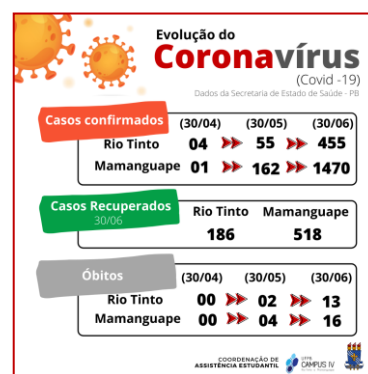 Evolução do
Coronavírus
(Covid -19)
Dados da Secretaria de Estado de Saúde - PB
Casos confirmados (30/04) (30/05) (30/06)
Rio Tinto 04 55 455
Mamanguape 01 162 1470
Casos Recuperados Rio Tinto Mamanguape
30/06 186 518
Óbitos (30/04) (30/05) (30/06)
Rio Tinto 00 02 13
Mamanguape 00 04 16
COORDENAÇÃO DE
ASSISTÊNCIA ESTUDANTIL
UFPB
CAMPUS IV